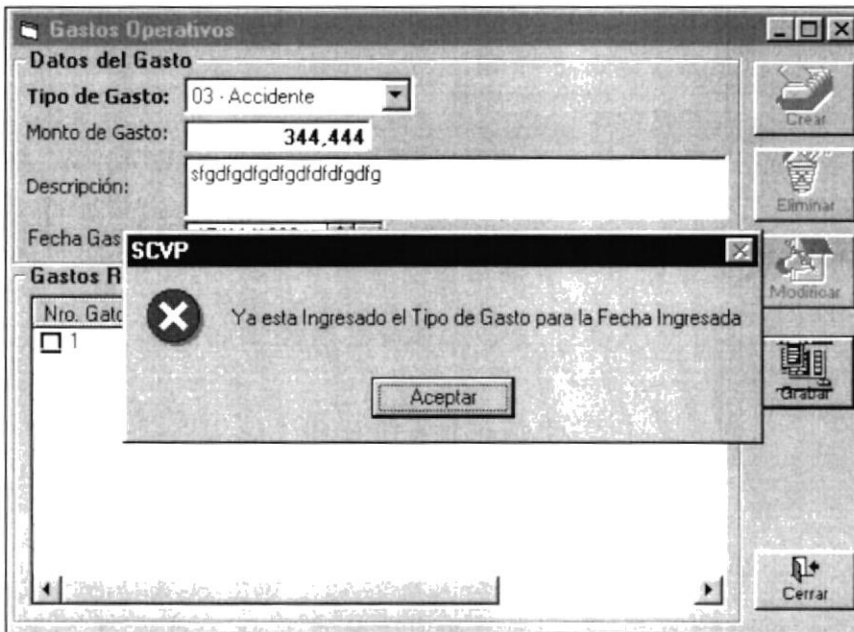 Gastos Operativos
Datos del Gasto
Tipo de Gasto: 03 - Accidente
Monto de Gasto: 344,444
Descripción: sfgdfgdfgdfgdfdfdfgdfg
Fecha Gas
SCVP
Ya esta Ingresado el Tipo de Gasto para la Fecha Ingresada
Aceptar
Gastos R
Nro. Gato
1
Crear
Eliminar
Modificar
Grabar
Cerrar